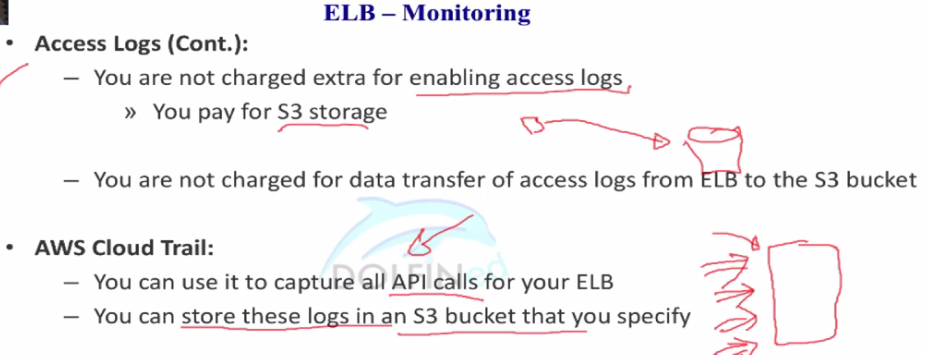 ELB – Monitoring
• Access Logs (Cont.):
– You are not charged extra for enabling access logs
» You pay for S3 storage
– You are not charged for data transfer of access logs from ELB to the S3 bucket
• AWS Cloud Trail:
DOLFINed
– You can use it to capture all API calls for your ELB
– You can store these logs in an S3 bucket that you specify